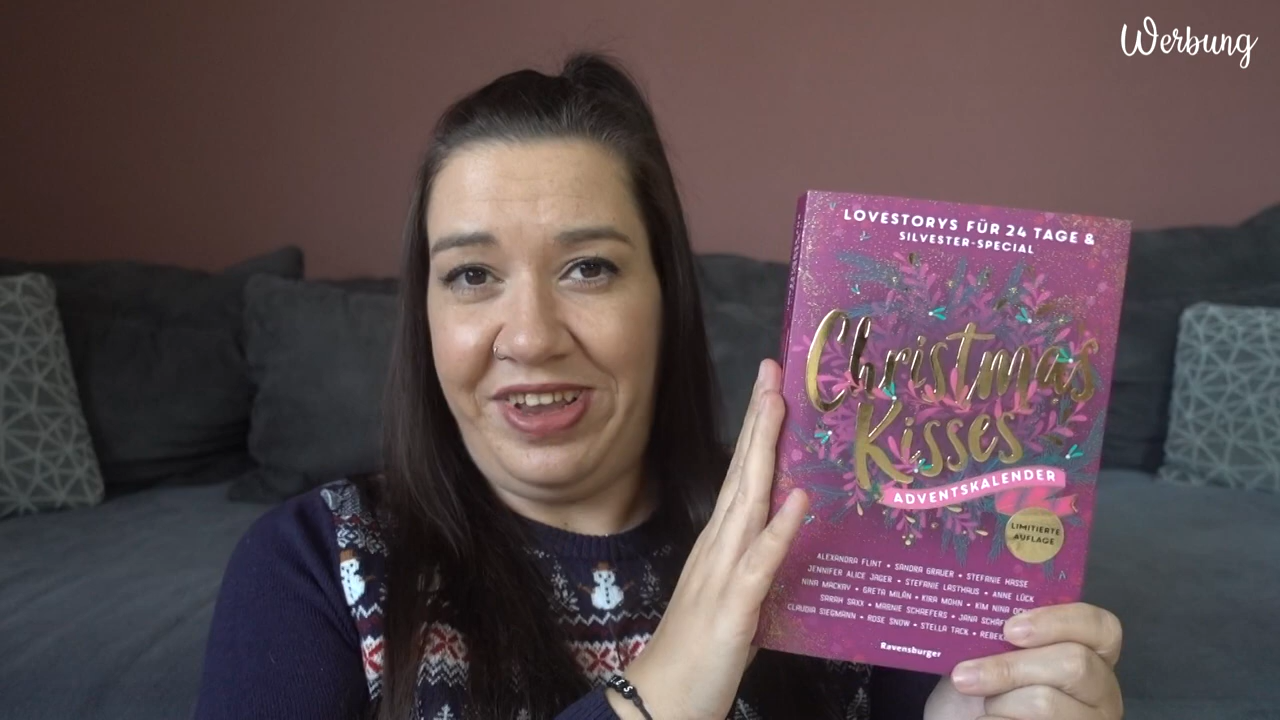 Werbung
LOVESTORYS FÜR 24 TAGE &
SILVESTER-SPECIAL
Christmas
Kisses
ADVENTSKALENDER
LIMITIERTE
AUFLAGE
ALEXANDRA FLINT • SANDRA GRAUER • STEFANIE HASSE
JENNIFER ALICE JAGER • STEFANIE LASTHAUS • ANNE LÜCK
NINA MACKAY • GRETA MILÁN • KIRA MOHN • KIM NINA
SARAH SAXX • MARNIE SCHAEFERS • JANA
CLAUDIA SIEGMANN • ROSE SNOW • STELLA TACK •
Ravensburger